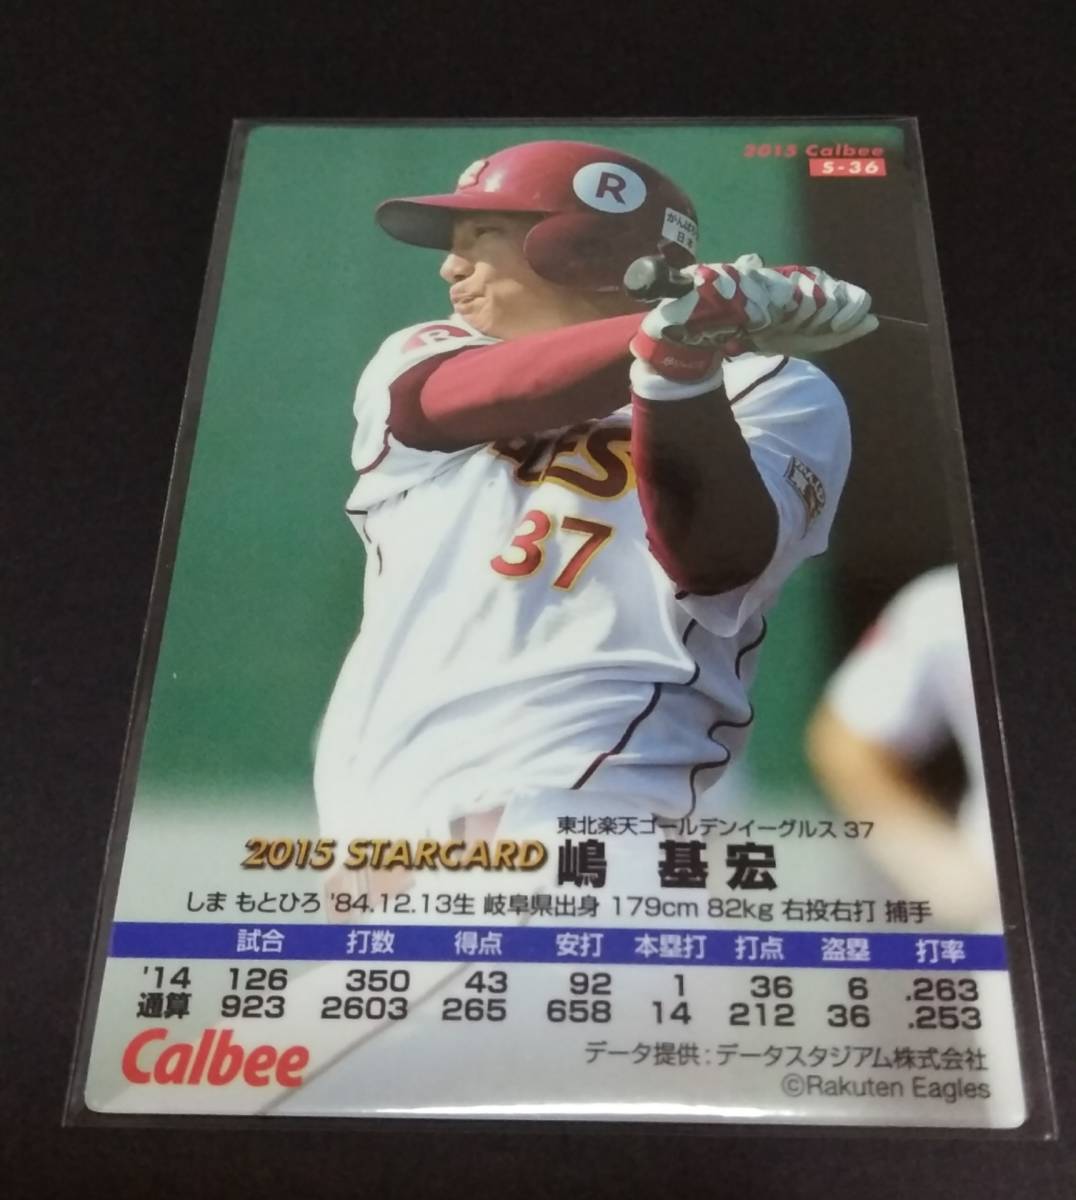 2015 Calbee
S-36
R
がんばろう
日本
R
37
東北楽天ゴールデンイーグルス 37
2015 STARCARD 嶋 基宏
しま もとひろ '84.12.13生 岐阜県出身 179cm 82kg 右投右打 捕手
試合 打数 得点 安打 本塁打 打点 盗塁 打率
'14 126 350 43 92 1 36 6 .263
通算 923 2603 265 658 14 212 36 .253
Calbee
データ提供：データスタジアム株式会社
©Rakuten Eagles